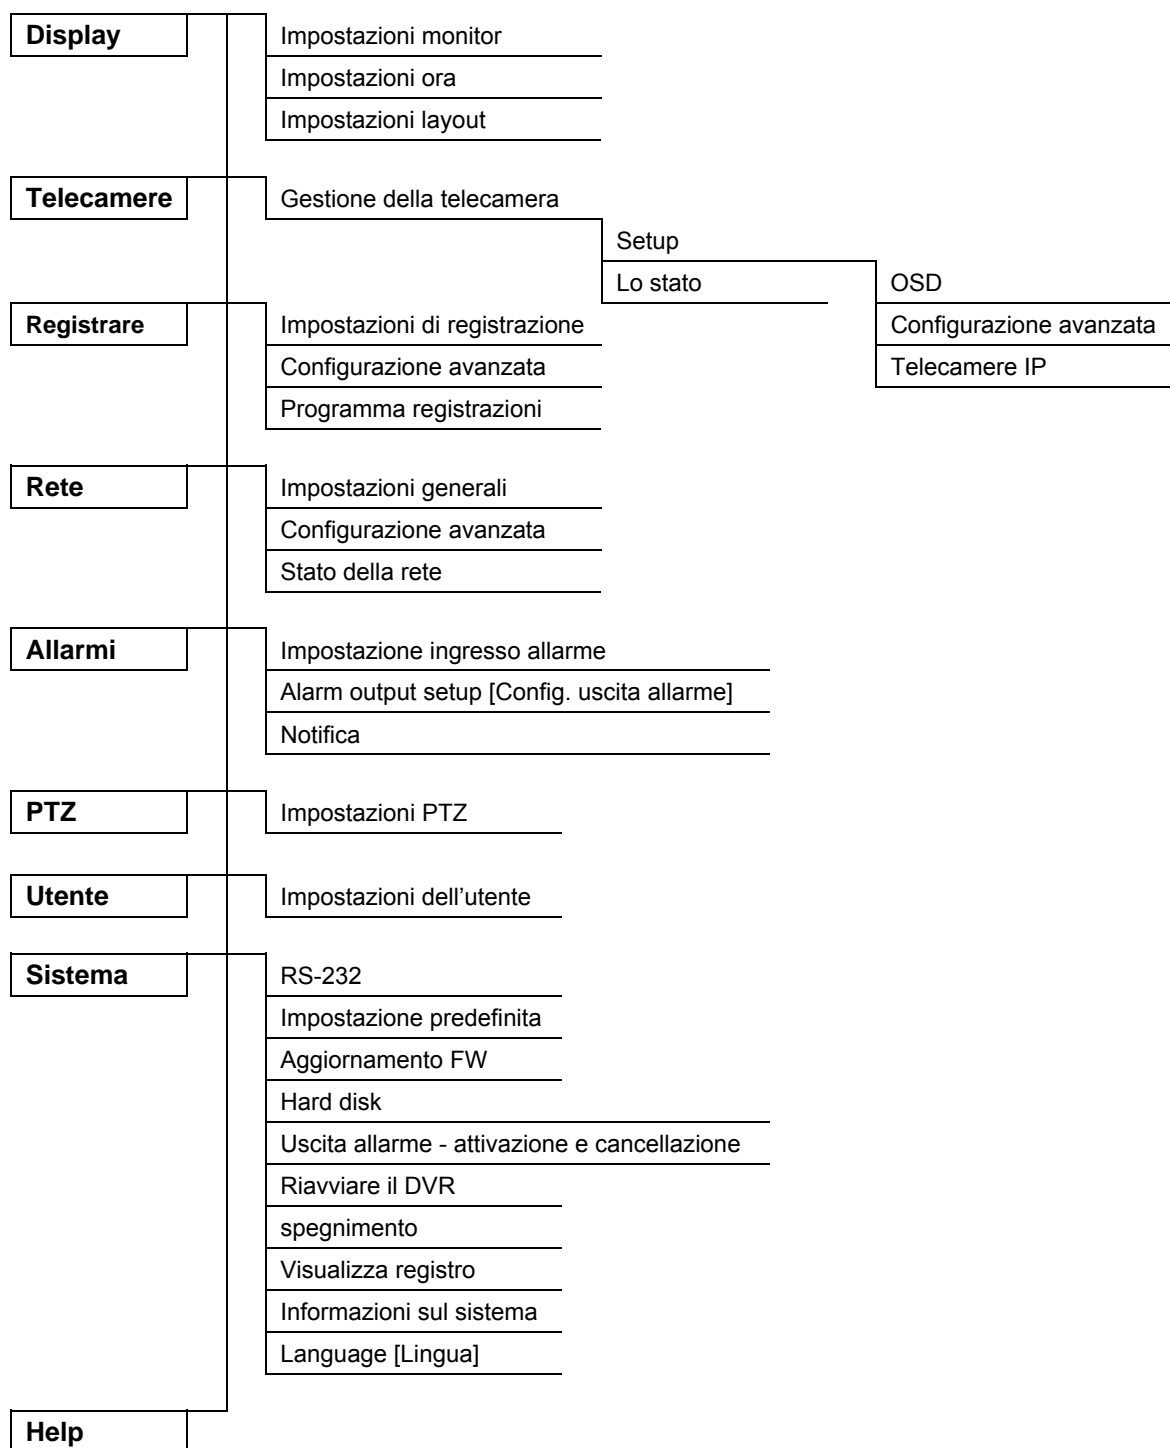 Display
Impostazioni monitor
Impostazioni ora
Impostazioni layout
Telecamere
Gestione della telecamera
Setup
Lo stato
OSD
Configurazione avanzata
Telecamere IP
Registrare
Impostazioni di registrazione
Configurazione avanzata
Programma registrazioni
Rete
Impostazioni generali
Configurazione avanzata
Stato della rete
Allarmi
Impostazione ingresso allarme
Alarm output setup [Config. uscita allarme]
Notifica
PTZ
Impostazioni PTZ
Utente
Impostazioni dell’utente
Sistema
RS-232
Impostazione predefinita
Aggiornamento FW
Hard disk
Uscita allarme - attivazione e cancellazione
Riavviare il DVR
spegnimento
Visualizza registro
Informazioni sul sistema
Language [Lingua]
Help